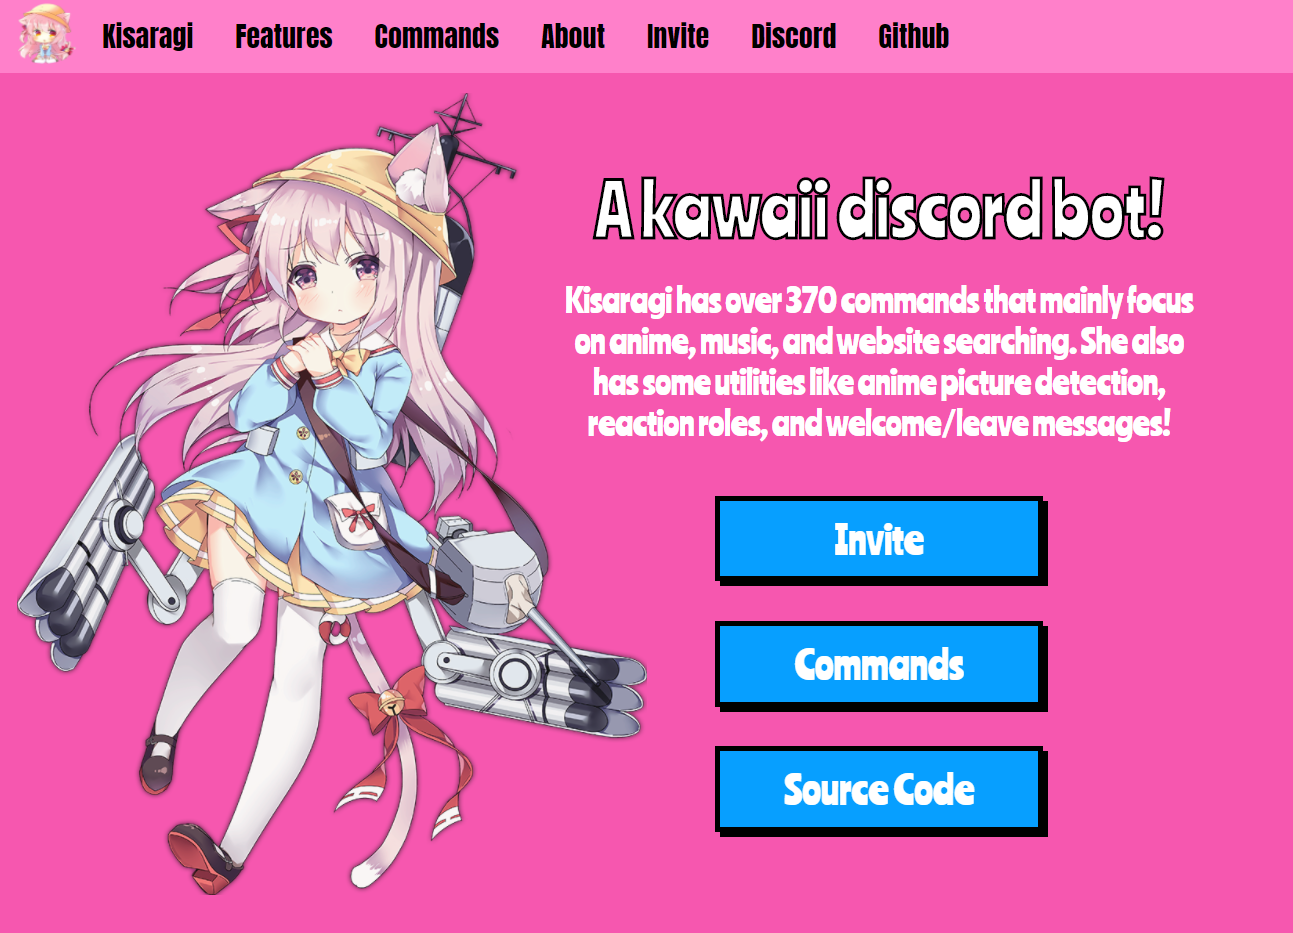 Kisaragi Features Commands About Invite Discord Github
A kawaii discord bot!
Kisaragi has over 370 commands that mainly focus
on anime, music, and website searching. She also
has some utilities like anime picture detection,
reaction roles, and welcome/leave messages!
Invite
Commands
Source Code